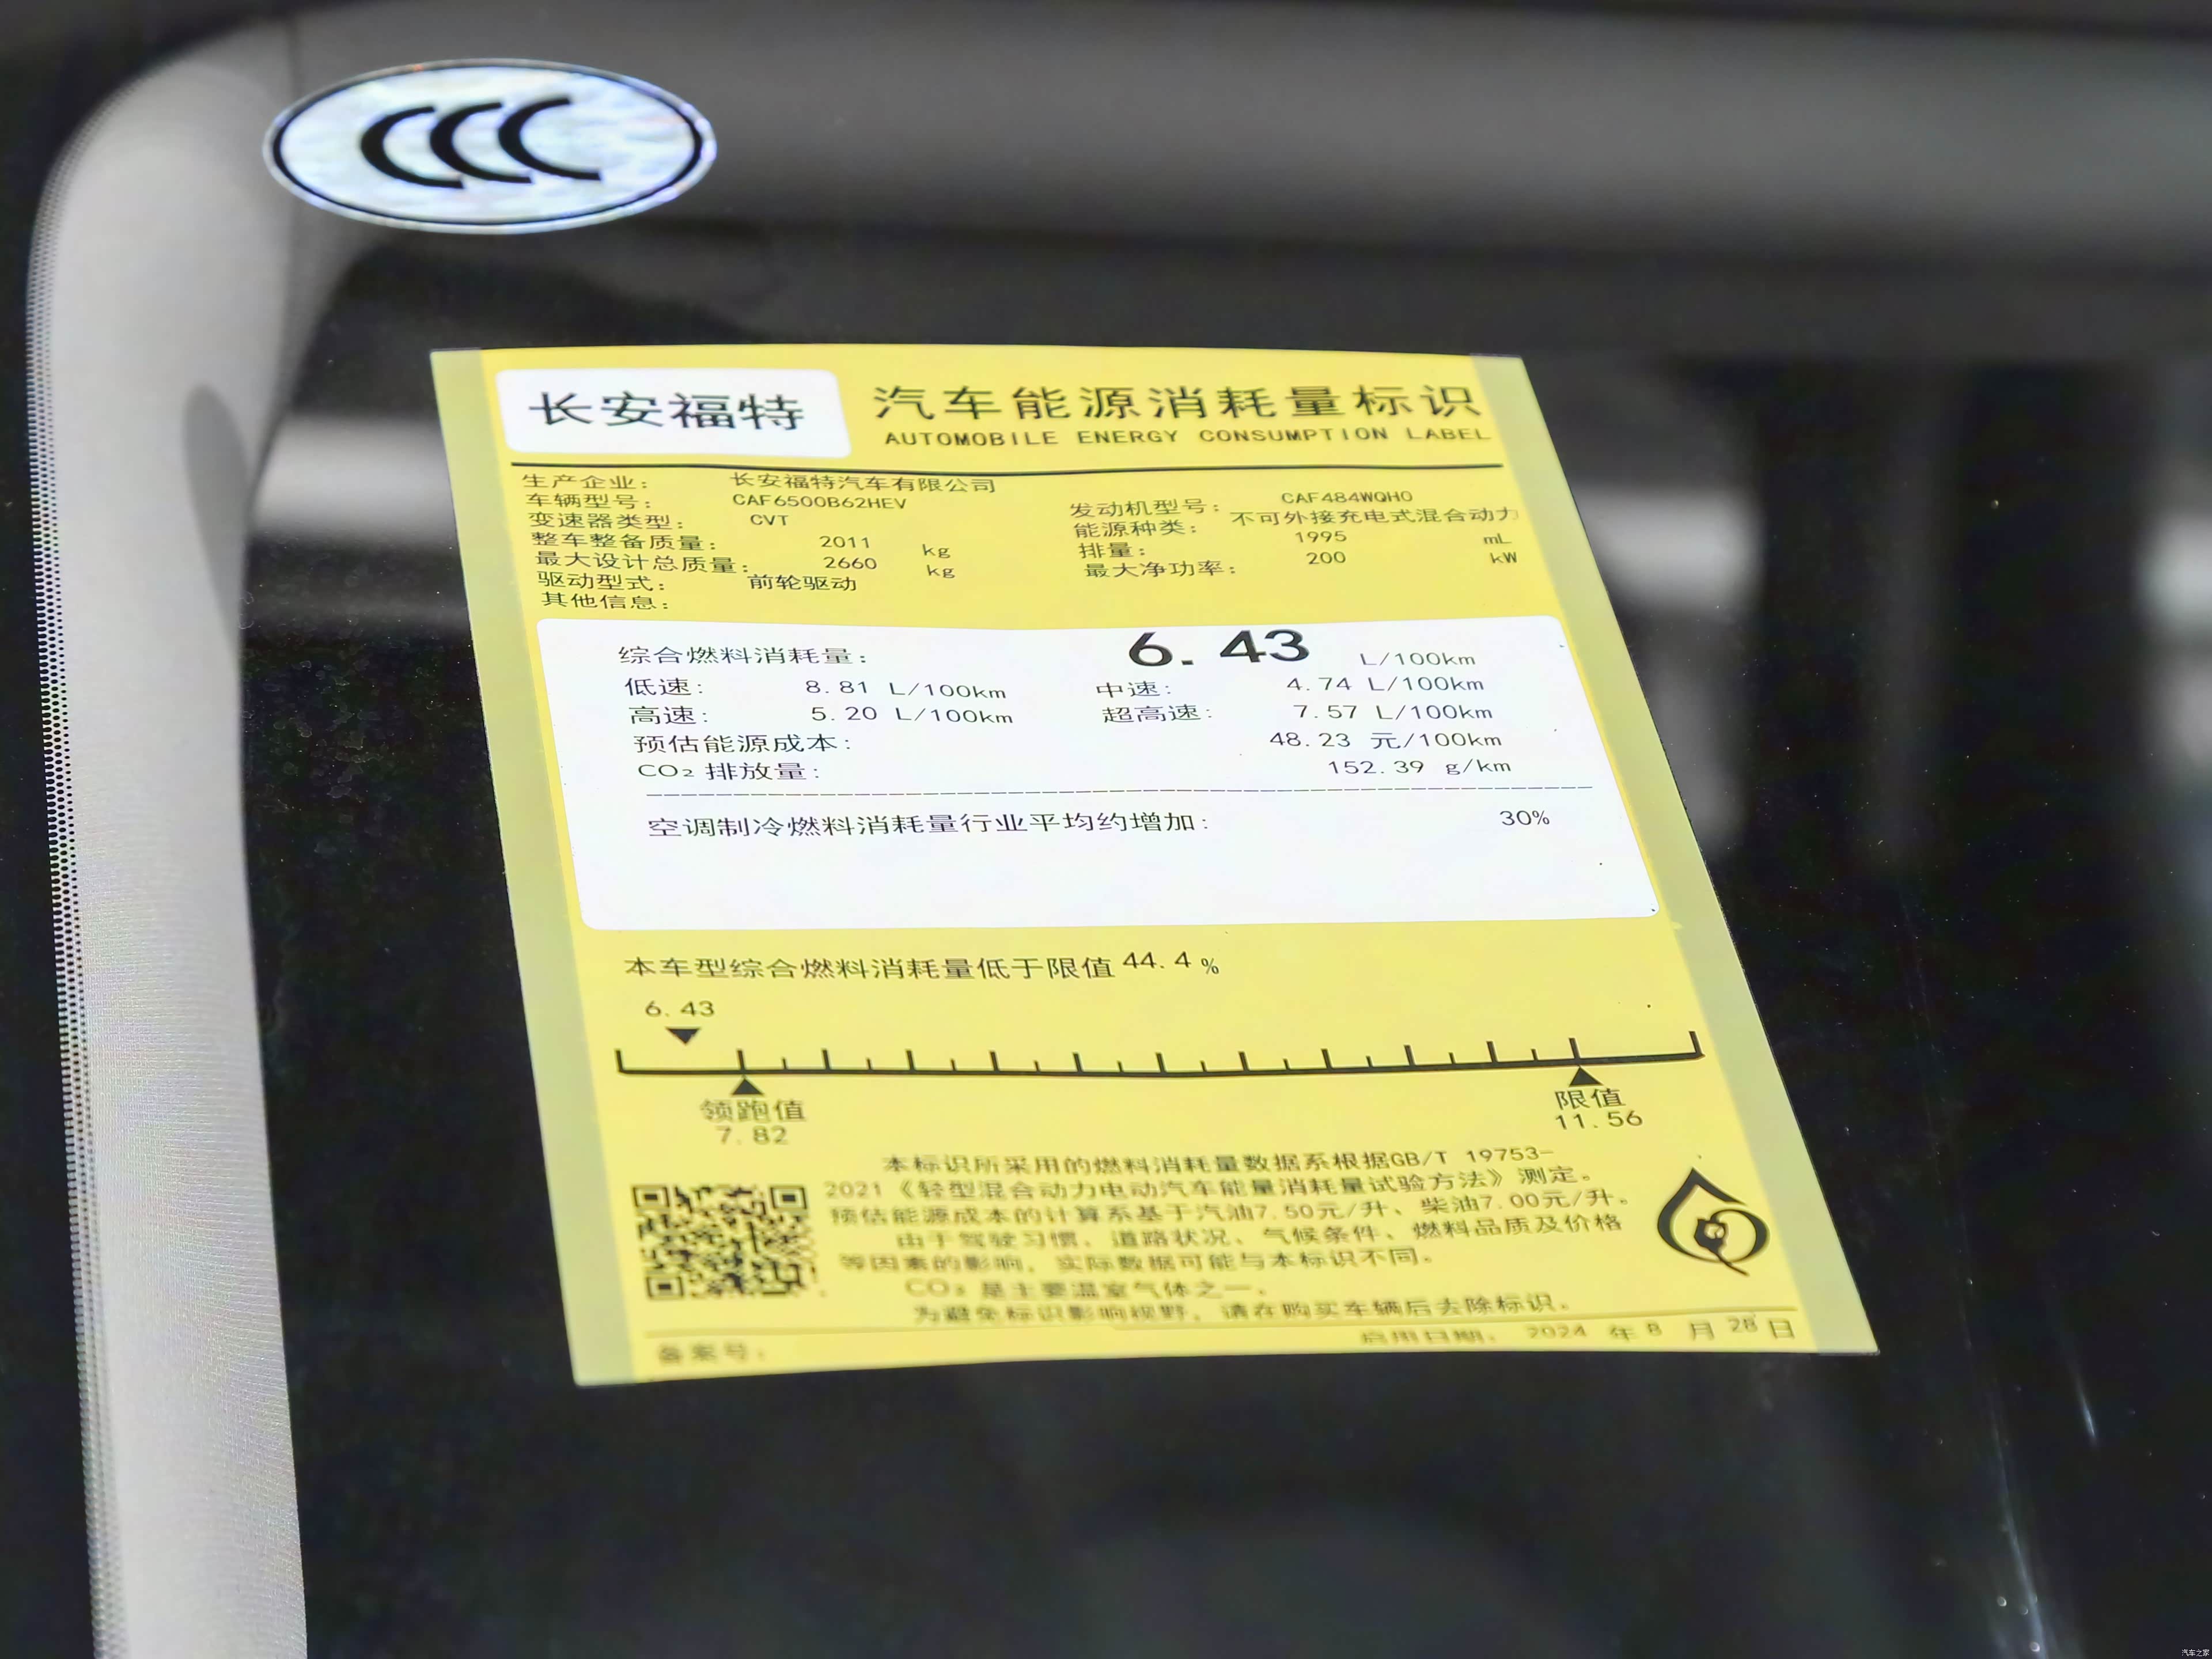 CCC
长安福特
汽车能源消耗量标识
AUTOMOBILE ENERGY CONSUMPTION LABEL
生产企业: 长安福特汽车有限公司
车辆型号: CAF6500B62HEV 发动机型号: CAF484WQH0
变速器类型: CVT 能源种类: 不可外接充电式混合动力
整车整备质量: 2011 kg 排量: 1995 mL
最大设计总质量: 2660 kg 最大净功率: 200 kW
驱动型式: 前轮驱动
其他信息:
综合燃料消耗量: 6.43 L/100km
低速: 8.81 L/100km 中速: 4.74 L/100km
高速: 5.20 L/100km 超高速: 7.57 L/100km
预估能源成本: 48.23 元/100km
CO₂ 排放量: 152.39 g/km
空调制冷燃料消耗量行业平均约增加: 30%
本车型综合燃料消耗量低于限值 44.4 %
6.43
领跑值 限值
7.82 11.56
本标识所采用的燃料消耗量数据系根据GB/T 19753-
2021《轻型混合动力电动汽车能量消耗量试验方法》测定。
预估能源成本的计算系基于汽油7.50元/升、柴油7.00元/升。
由于驾驶习惯、道路状况、气候条件、燃料品质及价格
等因素的影响，实际数据可能与本标识不同。
CO₂ 是主要温室气体之一。
为避免标识影响视野，请在购买车辆后去除标识。
备案号: 启用日期: 2024 年 8 月 28 日
汽车之家